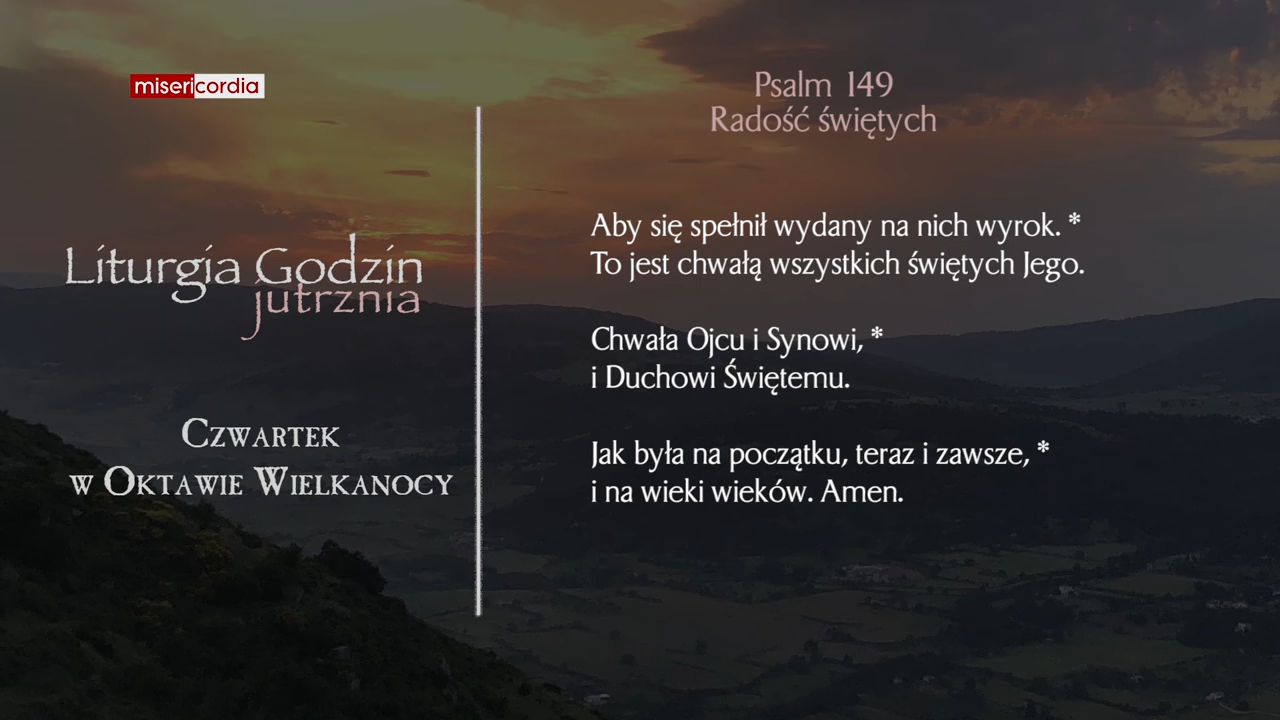 misericordia
Liturgia Godzin
jutrznia
Czwartek
w Oktawie Wielkanocy
Psalm 149
Radość świętych
Aby się spełnił wydany na nich wyrok. *
To jest chwałą wszystkich świętych Jego.
Chwała Ojcu i Synowi, *
i Duchowi Świętemu.
Jak była na początku, teraz i zawsze, *
i na wieki wieków. Amen.